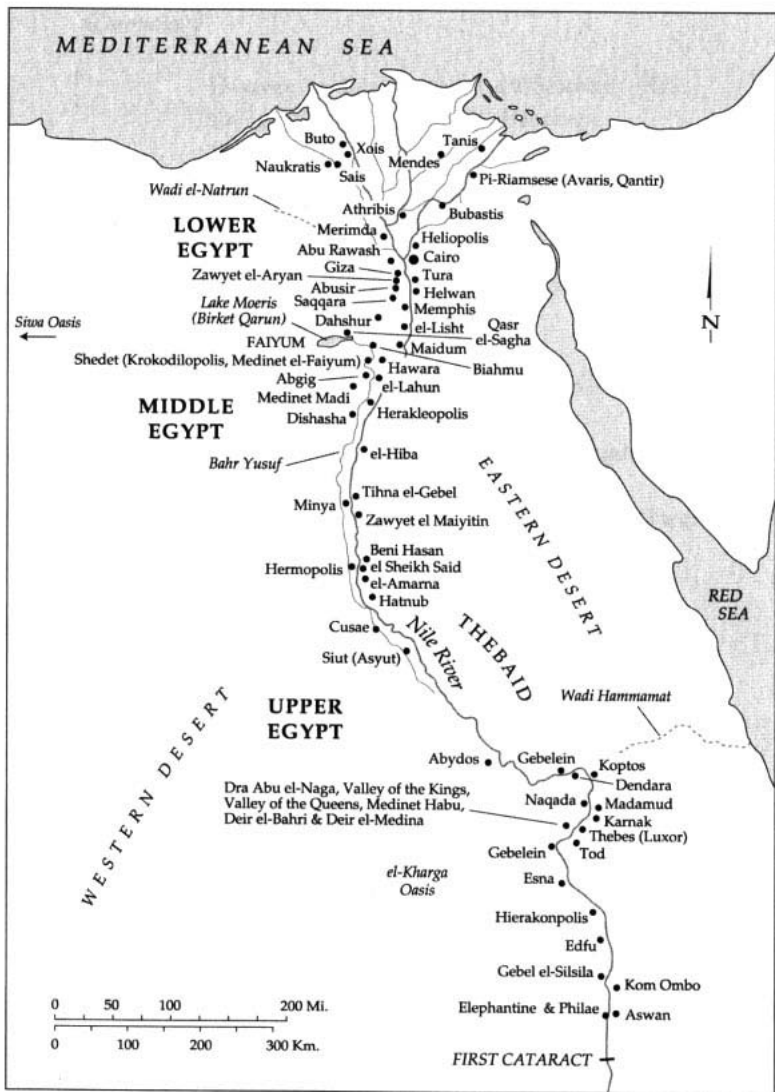 MEDITERRANEAN SEA
Buto
Xois
Tanis
Mendes
Naukratis
Sais
Pi-Riamsese (Avaris, Qantir)
Wadi el-Natrun
Athribis
Bubastis
LOWER
EGYPT
Merimda
Heliopolis
Abu Rawash
Cairo
Giza
Zawyet el-Aryan
Tura
Abusir
Helwan
Lake Moeris
(Birket Qarun)
Saqqara
Memphis
Siwa Oasis
Dahshur
el-Lisht
Qasr
el-Sagha
N
FAIYUM
Maidum
Shedet (Krokodilopolis, Medinet el-Faiyum)
Hawara
Biahmu
Abgig
el-Lahun
MIDDLE
EGYPT
Medinet Madi
Dishasha
Herakleopolis
Bahr Yusuf
el-Hiba
EASTERN DESERT
Tihna el-Gebel
Minya
Zawyet el Maiyitin
Beni Hasan
Hermopolis
el Sheikh Said
el-Amarna
Hatnub
RED
SEA
Cusae
Nile River
THEBAID
Siut (Asyut)
WESTERN DESERT
UPPER
EGYPT
Wadi Hammamat
Abydos
Gebelein
Koptos
Dendara
Dra Abu el-Naga, Valley of the Kings,
Valley of the Queens, Medinet Habu,
Deir el-Bahri & Deir el-Medina
Naqada
Madamud
Karnak
Thebes (Luxor)
Gebelein
Tod
el-Kharga
Oasis
Esna
Hierakonpolis
Edfu
Gebel el-Silsila
Kom Ombo
0 50 100 200 Mi.
0 100 200 300 Km.
Elephantine & Philae
Aswan
FIRST CATARACT